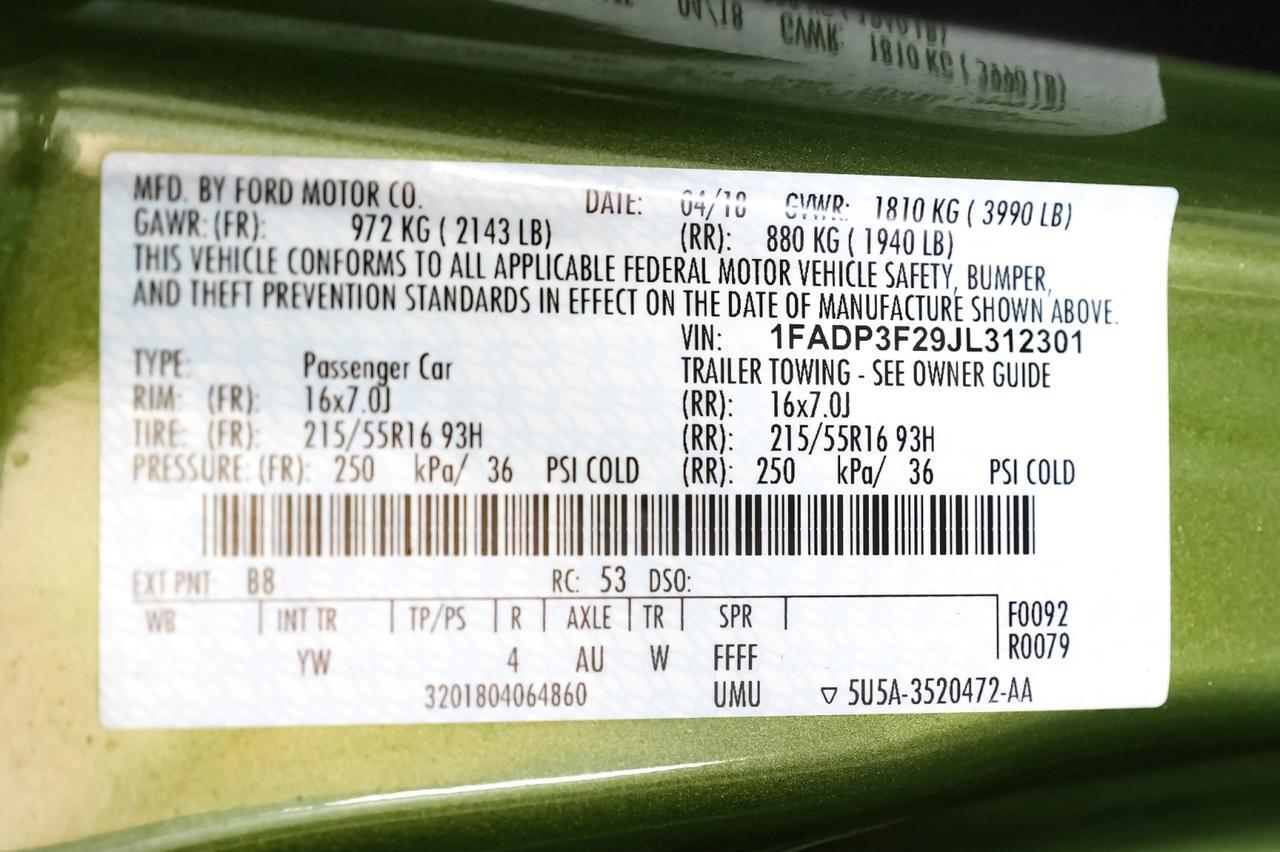 MFD. BY FORD MOTOR CO. DATE: 04/18 GVWR: 1810 KG ( 3990 LB)
GAWR: (FR): 972 KG ( 2143 LB) (RR): 880 KG ( 1940 LB)
THIS VEHICLE CONFORMS TO ALL APPLICABLE FEDERAL MOTOR VEHICLE SAFETY, BUMPER,
AND THEFT PREVENTION STANDARDS IN EFFECT ON THE DATE OF MANUFACTURE SHOWN ABOVE.
VIN: 1FADP3F29JL312301
TYPE: Passenger Car TRAILER TOWING - SEE OWNER GUIDE
RIM: (FR): 16x7.0J (RR): 16x7.0J
TIRE: (FR): 215/55R16 93H (RR): 215/55R16 93H
PRESSURE: (FR): 250 kPa/ 36 PSI COLD (RR): 250 kPa/ 36 PSI COLD
EXT PNT: B8 RC: 53 DSO:
WB INT TR TP/PS R AXLE TR SPR F0092
R0079
YW 4 AU W FFFF
3201804064860 UMU ▽ 5U5A-3520472-AA